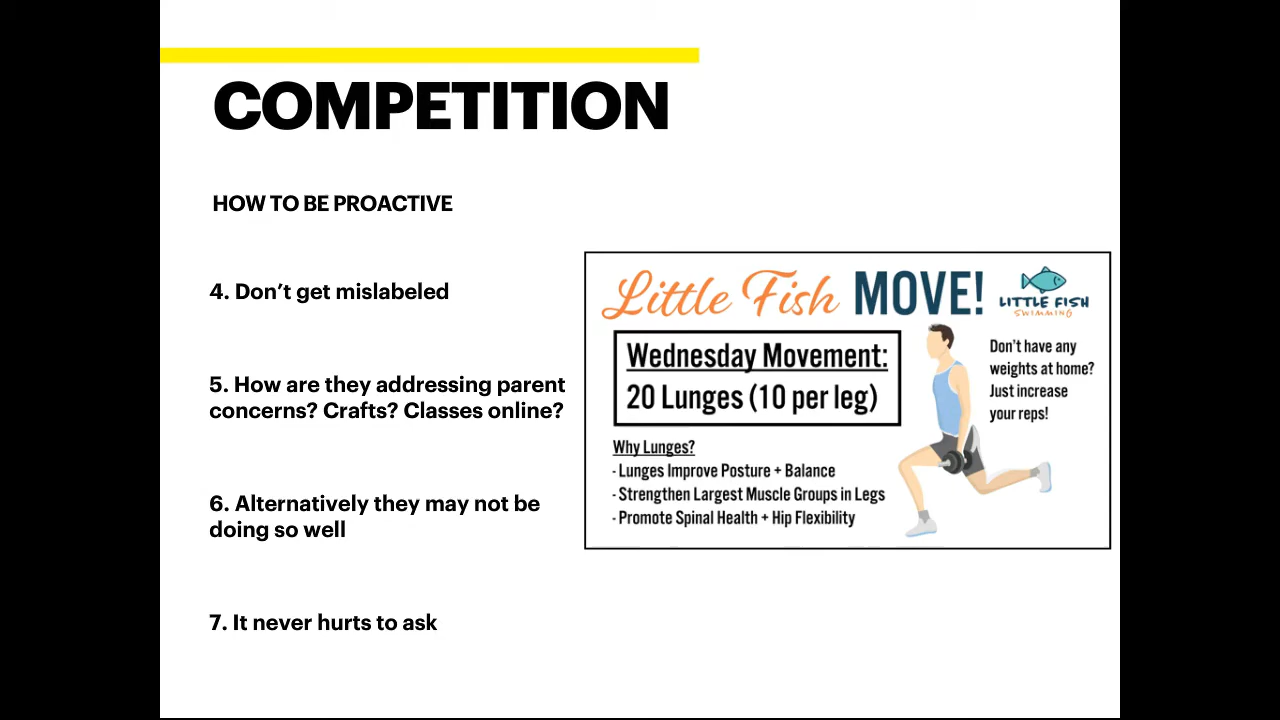 COMPETITION
HOW TO BE PROACTIVE
4. Don’t get mislabeled
5. How are they addressing parent
concerns? Crafts? Classes online?
6. Alternatively they may not be
doing so well
7. It never hurts to ask
Little Fish MOVE!
LITTLE FISH
SWIMMING
Wednesday Movement:
20 Lunges (10 per leg)
Don't have any
weights at home?
Just increase
your reps!
Why Lunges?
- Lunges Improve Posture + Balance
- Strengthen Largest Muscle Groups in Legs
- Promote Spinal Health + Hip Flexibility